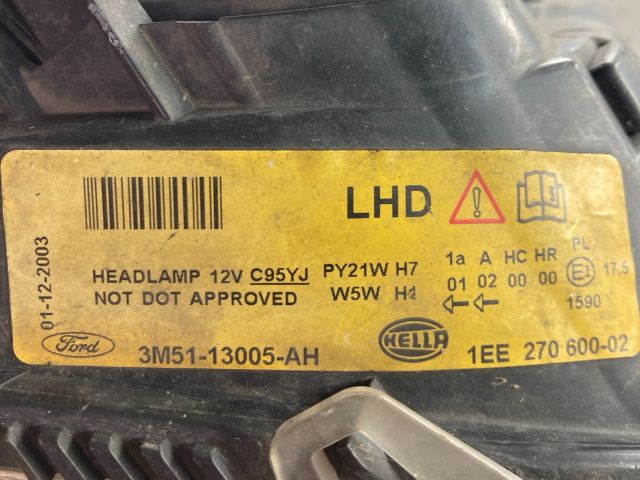 LHD
01-12-2003
HEADLAMP 12V C95YJ PY21W H7
NOT DOT APPROVED W5W H1
1a A HC HR PL
01 02 00 00 E1 17,5
1590
Ford 3M51-13005-AH HELLA 1EE 270 600-02